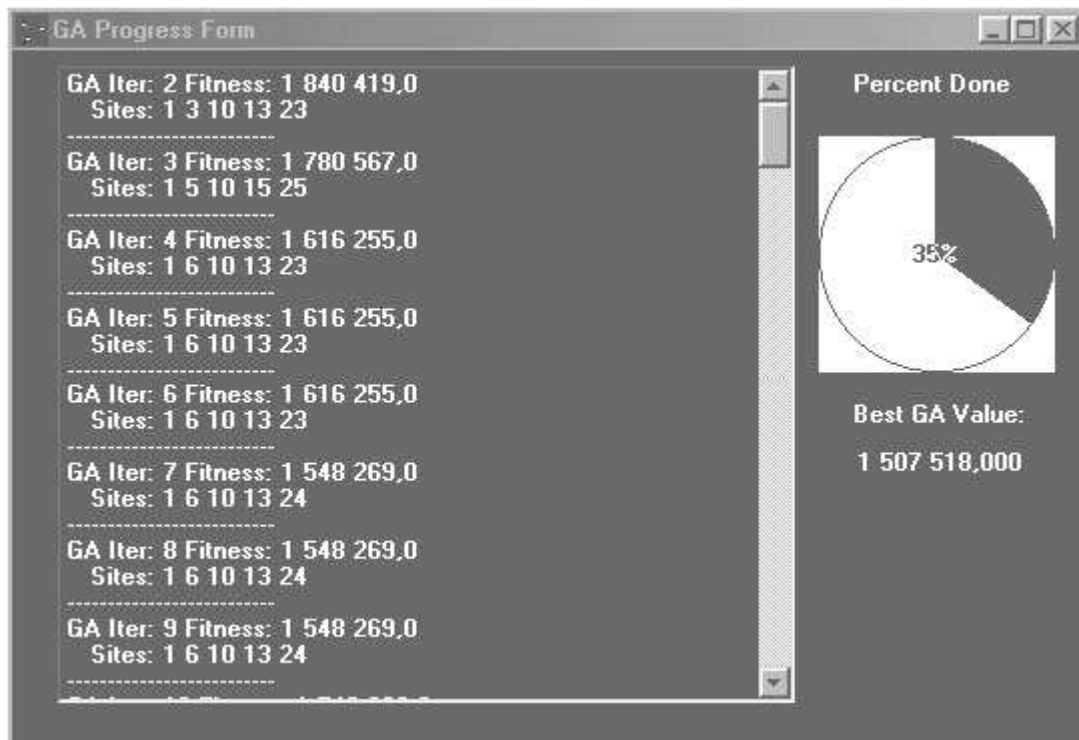 GA Progress Form
GA Iter: 2 Fitness: 1 840 419,0
Sites: 1 3 10 13 23
--------------------------
GA Iter: 3 Fitness: 1 780 567,0
Sites: 1 5 10 15 25
--------------------------
GA Iter: 4 Fitness: 1 616 255,0
Sites: 1 6 10 13 23
--------------------------
GA Iter: 5 Fitness: 1 616 255,0
Sites: 1 6 10 13 23
--------------------------
GA Iter: 6 Fitness: 1 616 255,0
Sites: 1 6 10 13 23
--------------------------
GA Iter: 7 Fitness: 1 548 269,0
Sites: 1 6 10 13 24
--------------------------
GA Iter: 8 Fitness: 1 548 269,0
Sites: 1 6 10 13 24
--------------------------
GA Iter: 9 Fitness: 1 548 269,0
Sites: 1 6 10 13 24
--------------------------
Percent Done
35%
Best GA Value:
1 507 518,000